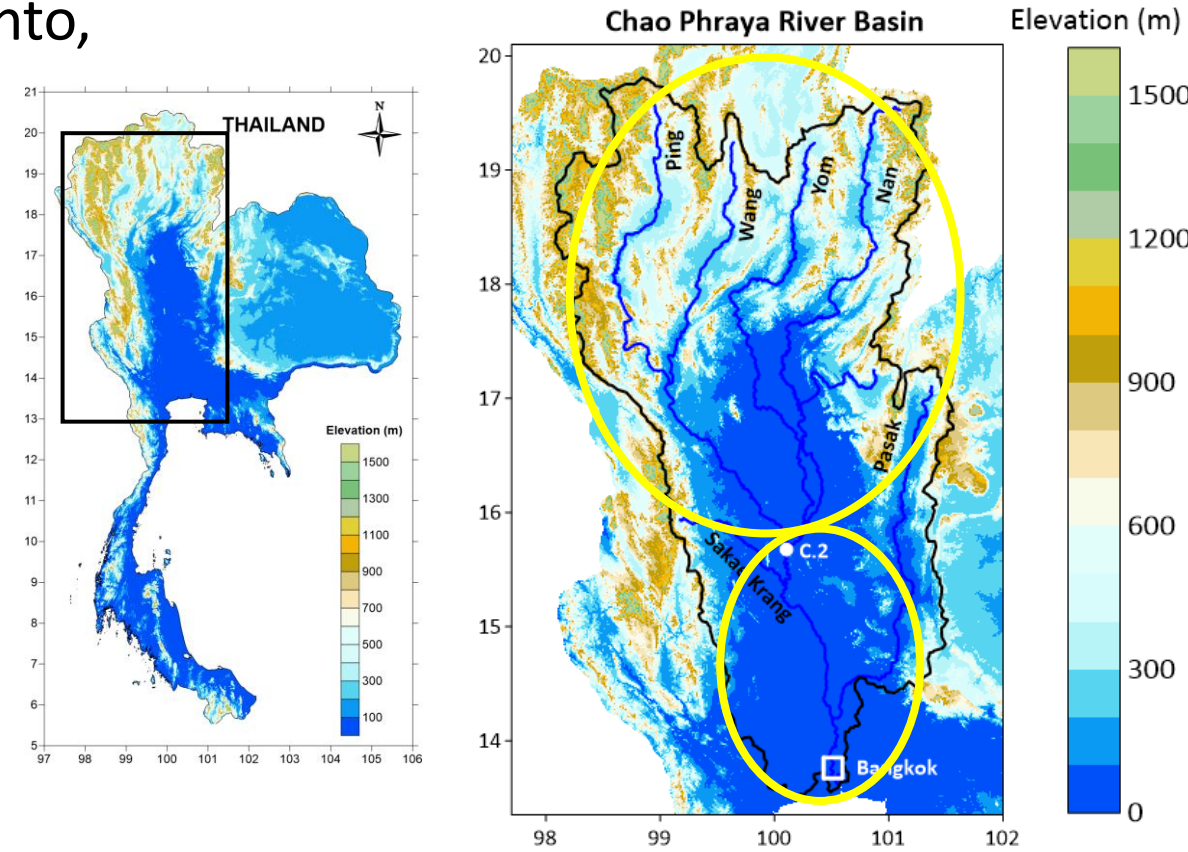 nto,
Chao Phraya River Basin
Elevation (m)
THAILAND
N
21
20
19
18
17
16
15
14
13
12
11
10
9
8
7
6
5
97 98 99 100 101 102 103 104 105 106
Elevation (m)
1500
1300
1100
900
700
500
300
100
20
19
18
17
16
15
14
98 99 100 101 102
Ping
Wang
Yom
Nan
Pasak
Sakae Krang
C.2
Bangkok
1500
1200
900
600
300
0